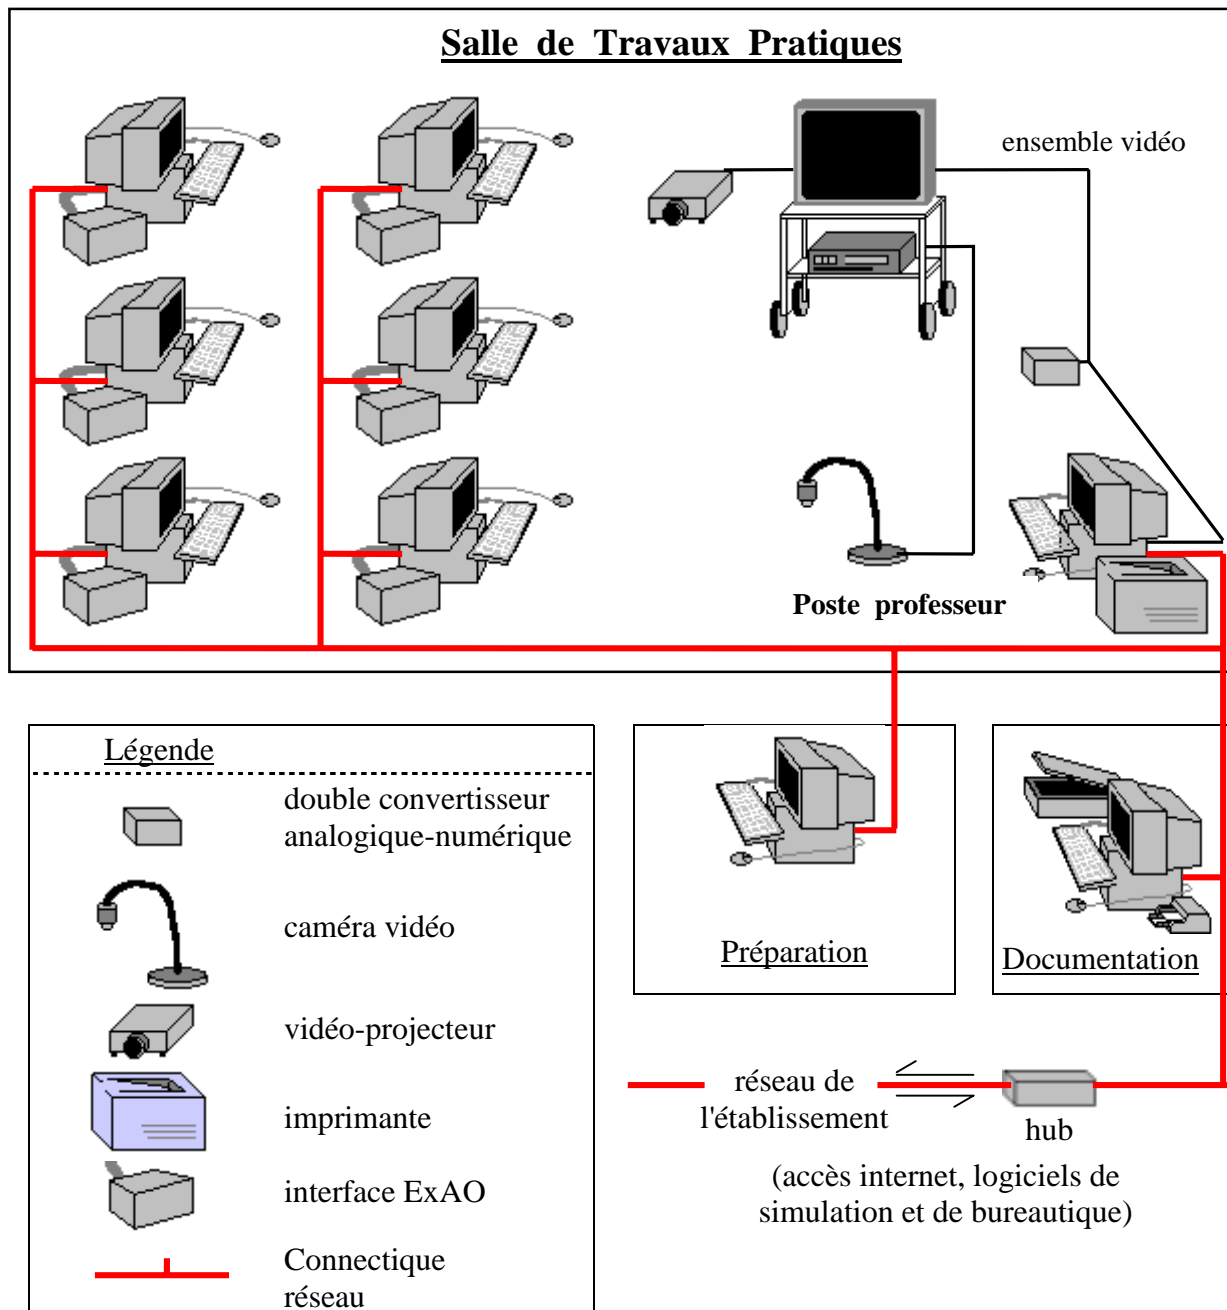 Salle de Travaux Pratiques
ensemble vidéo
Poste professeur
Légende
double convertisseur
analogique-numérique
caméra vidéo
vidéo-projecteur
imprimante
interface ExAO
Connectique
réseau
Préparation
Documentation
réseau de
l'établissement
hub
(accès internet, logiciels de
simulation et de bureautique)